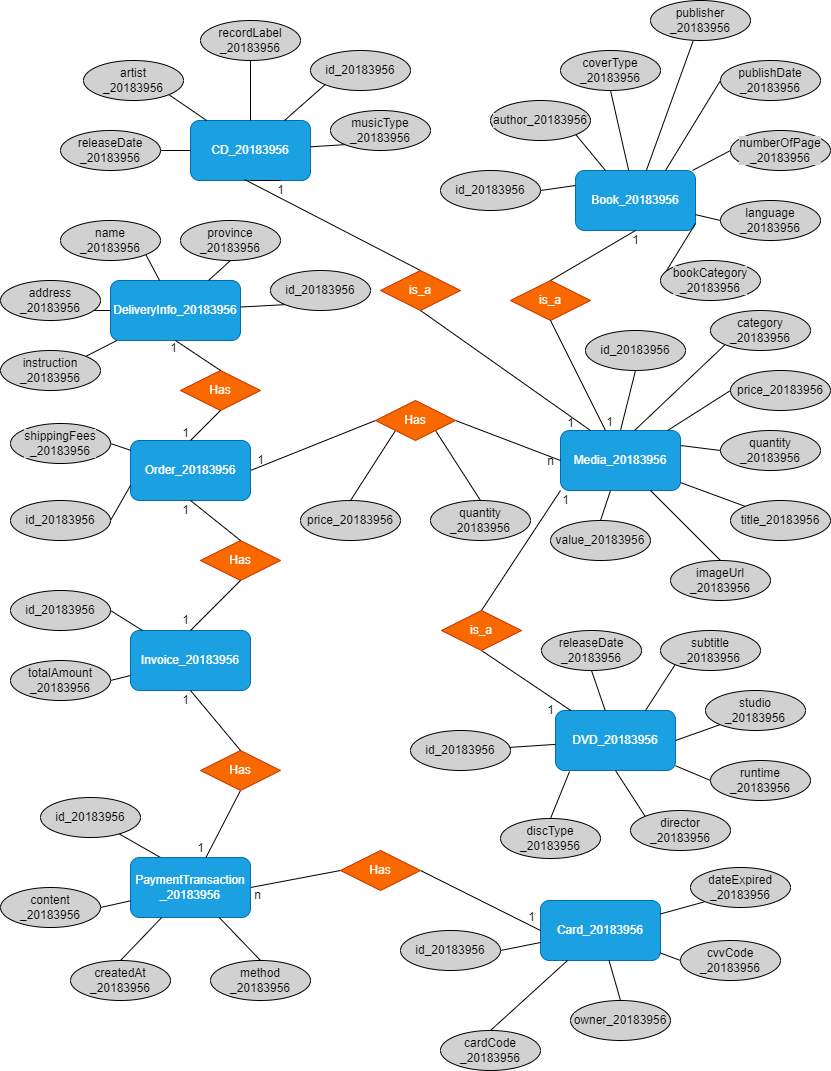 publisher
_20183956
recordLabel
_20183956
coverType
_20183956
id_20183956
artist
_20183956
publishDate
_20183956
author_20183956
musicType
_20183956
releaseDate
_20183956
CD_20183956
numberOfPage
_20183956
id_20183956
Book_20183956
1
language
_20183956
1
name
_20183956
province
_20183956
bookCategory
_20183956
address
_20183956
DeliveryInfo_20183956
id_20183956
is_a
is_a
category
_20183956
id_20183956
1
instruction
_20183956
Has
price_20183956
1
1
Has
shippingFees
_20183956
1
1
quantity
_20183956
Order_20183956
n
Media_20183956
1
1
id_20183956
price_20183956
quantity
_20183956
title_20183956
value_20183956
Has
imageUrl
_20183956
id_20183956
1
is_a
releaseDate
_20183956
subtitle
_20183956
Invoice_20183956
totalAmount
_20183956
1
1
studio
_20183956
DVD_20183956
id_20183956
Has
runtime
_20183956
id_20183956
discType
_20183956
director
_20183956
1
PaymentTransaction
_20183956
Has
n
content
_20183956
dateExpired
_20183956
1
Card_20183956
id_20183956
cvvCode
_20183956
createdAt
_20183956
method
_20183956
owner_20183956
cardCode
_20183956